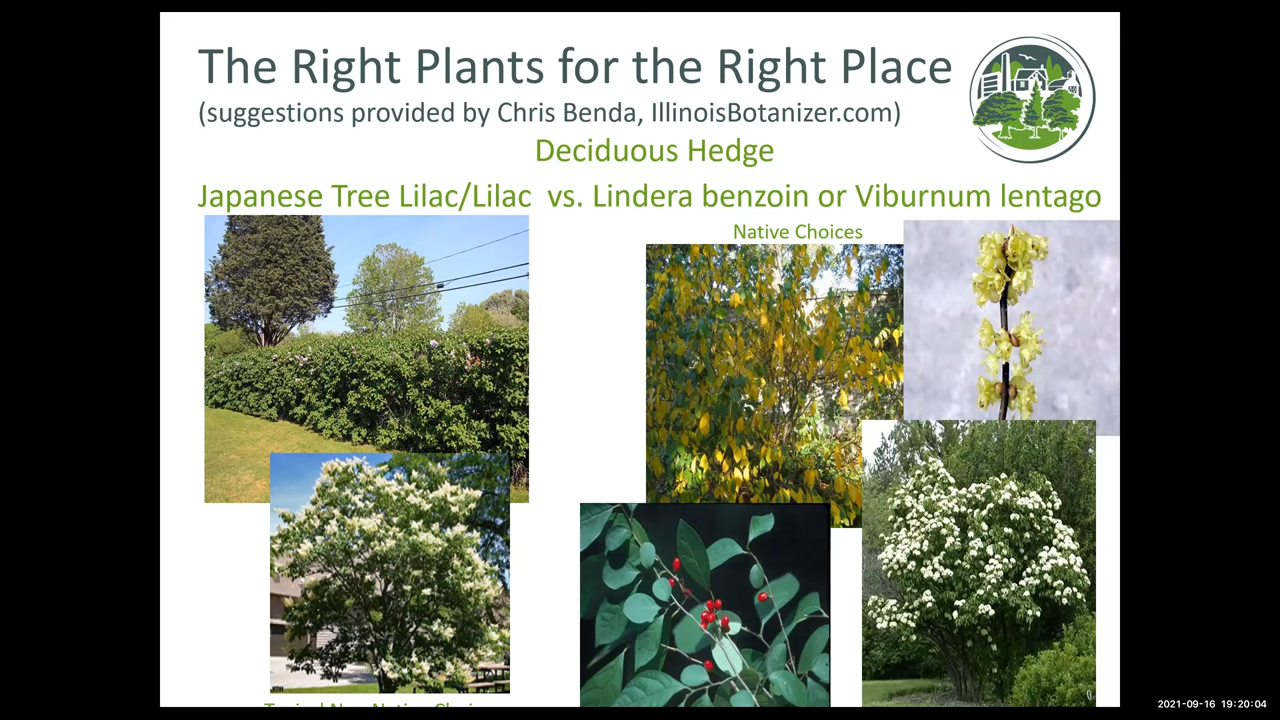 The Right Plants for the Right Place
(suggestions provided by Chris Benda, IllinoisBotanizer.com)
Deciduous Hedge
Japanese Tree Lilac/Lilac vs. Lindera benzoin or Viburnum lentago
Native Choices
2021-09-16 19:20:04